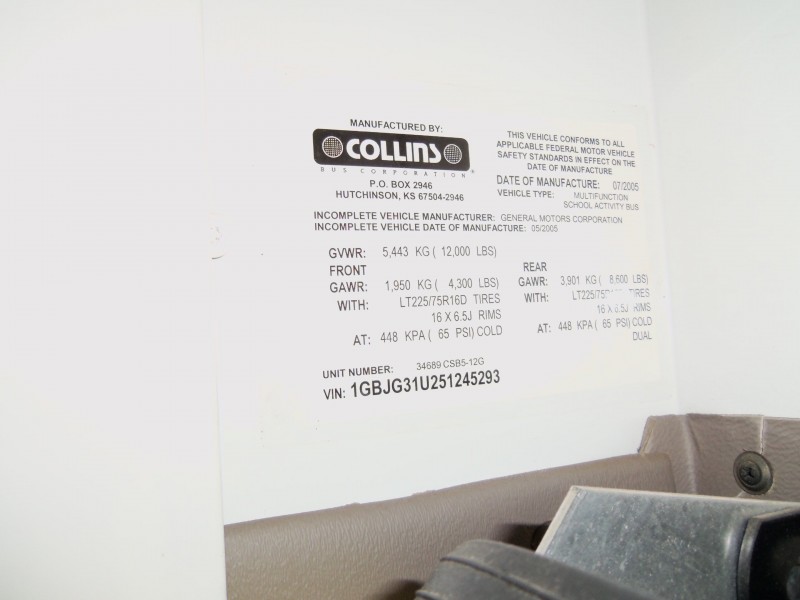 MANUFACTURED BY:
COLLINS
BUS CORPORATION
P.O. BOX 2946
HUTCHINSON, KS 67504-2946
THIS VEHICLE CONFORMS TO ALL
APPLICABLE FEDERAL MOTOR VEHICLE
SAFETY STANDARDS IN EFFECT ON THE
DATE OF MANUFACTURE
DATE OF MANUFACTURE: 07/2005
VEHICLE TYPE: MULTIFUNCTION
SCHOOL ACTIVITY BUS
INCOMPLETE VEHICLE MANUFACTURER: GENERAL MOTORS CORPORATION
INCOMPLETE VEHICLE DATE OF MANUFACTURE: 05/2005
GVWR: 5,443 KG ( 12,000 LBS)
FRONT
GAWR: 1,950 KG ( 4,300 LBS)
WITH: LT225/75R16D TIRES
16 X 6.5J RIMS
AT: 448 KPA ( 65 PSI) COLD
REAR
GAWR: 3,901 KG ( 8,600 LBS)
WITH: TIRES
16 X 6.5J RIMS
AT: 448 KPA ( 65 PSI) COLD
DUAL
UNIT NUMBER: 34689 CSB5-12G
VIN: 1GBJG31U251245293